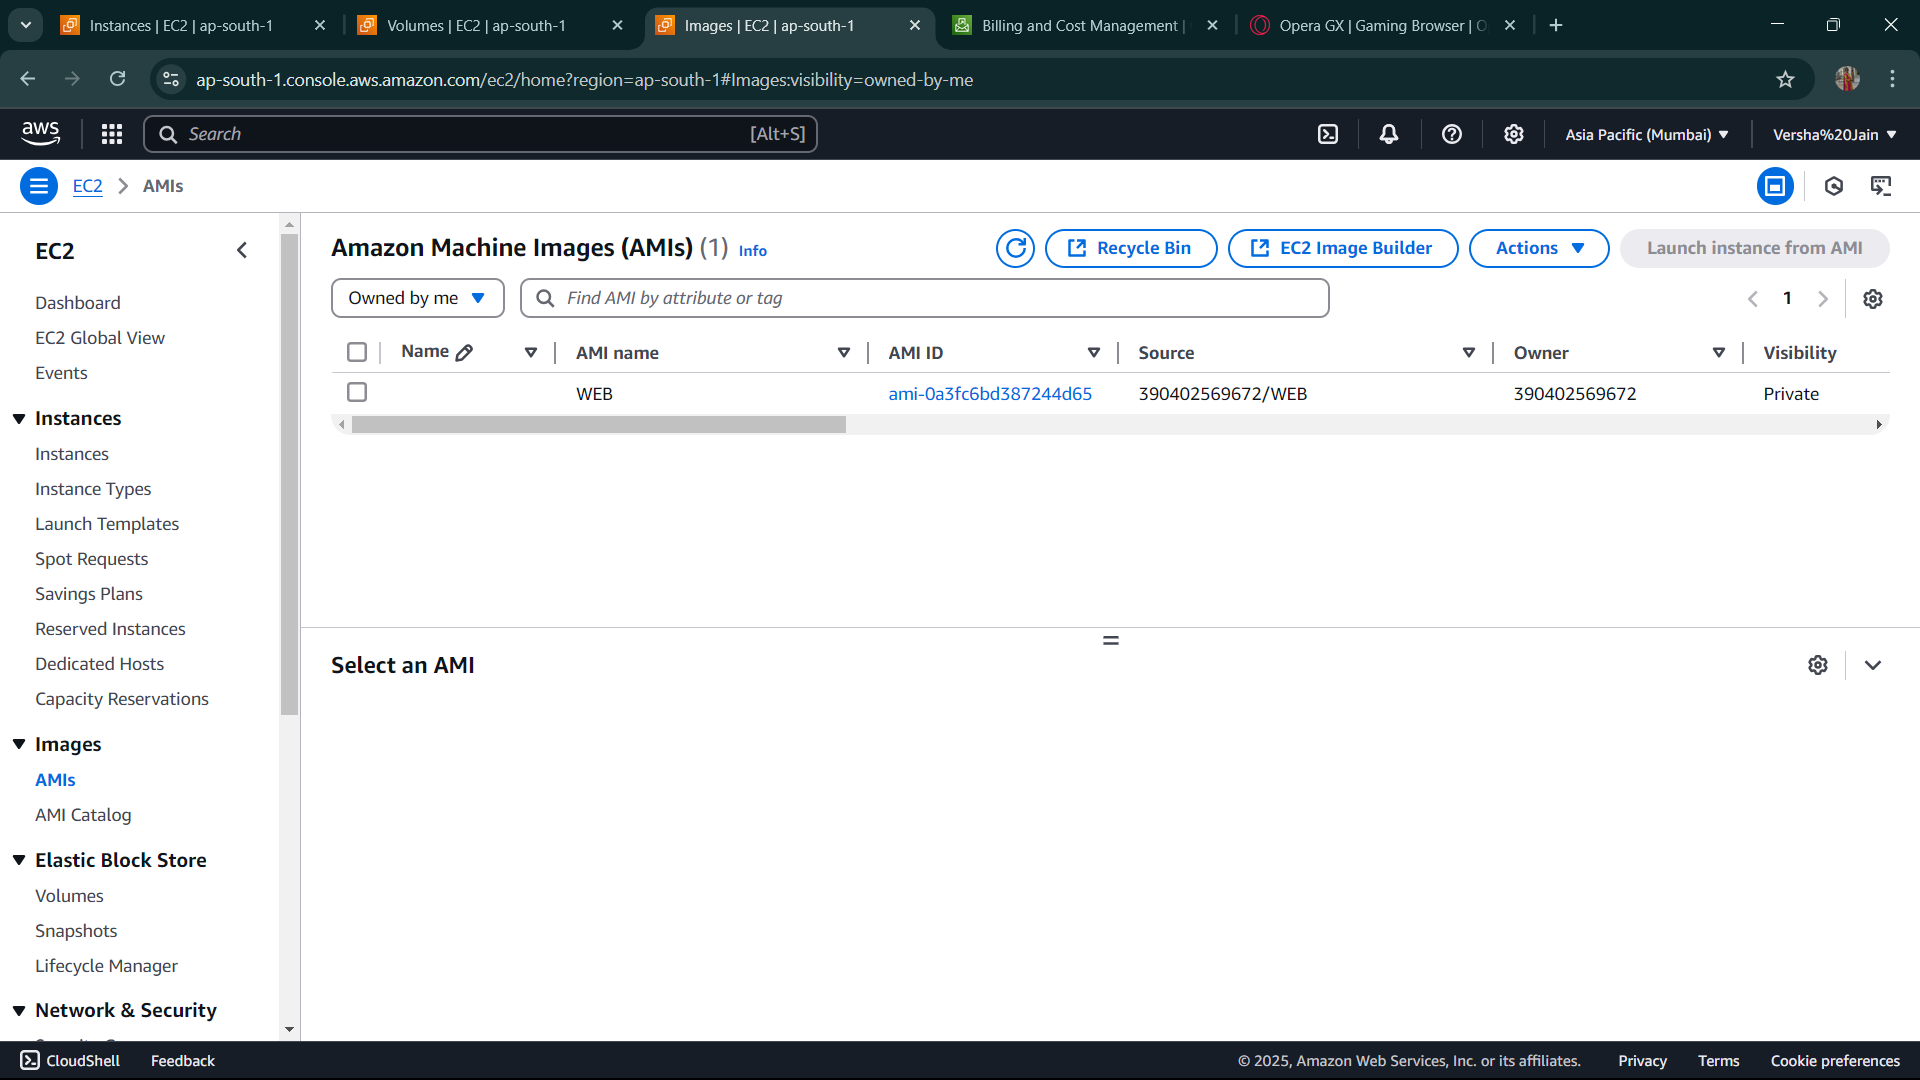 Instances | EC2 | ap-south-1
Volumes | EC2 | ap-south-1
Images | EC2 | ap-south-1
Billing and Cost Management |
Opera GX | Gaming Browser | O
ap-south-1.console.aws.amazon.com/ec2/home?region=ap-south-1#Images:visibility=owned-by-me
aws
Search
[Alt+S]
Asia Pacific (Mumbai)
Versha%20Jain
EC2
AMIs
EC2
Dashboard
EC2 Global View
Events
Instances
Instances
Instance Types
Launch Templates
Spot Requests
Savings Plans
Reserved Instances
Dedicated Hosts
Capacity Reservations
Images
AMIs
AMI Catalog
Elastic Block Store
Volumes
Snapshots
Lifecycle Manager
Network & Security
Amazon Machine Images (AMIs) (1) Info
Recycle Bin
EC2 Image Builder
Actions
Launch instance from AMI
Owned by me
Find AMI by attribute or tag
1
Name AMI name AMI ID Source Owner Visibility
WEB ami-0a3fc6bd387244d65 390402569672/WEB 390402569672 Private
Select an AMI
CloudShell Feedback © 2025, Amazon Web Services, Inc. or its affiliates. Privacy Terms Cookie preferences